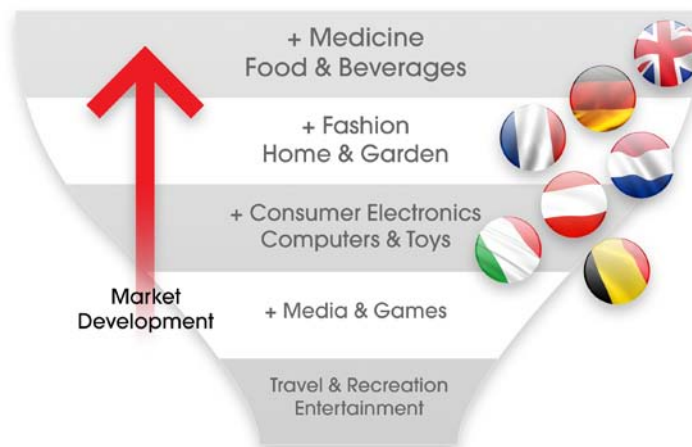 + Medicine
Food & Beverages
+ Fashion
Home & Garden
+ Consumer Electronics
Computers & Toys
Market
Development
+ Media & Games
Travel & Recreation
Entertainment